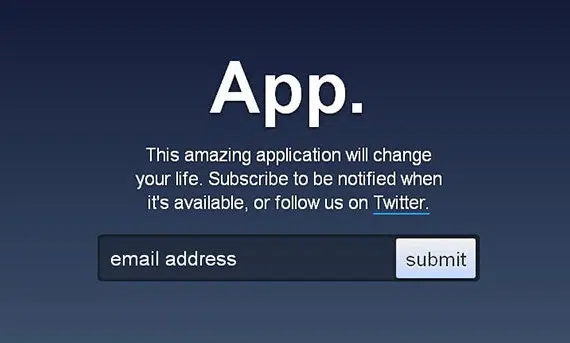 App.
This amazing application will change
your life. Subscribe to be notified when
it's available, or follow us on Twitter.
email address
submit